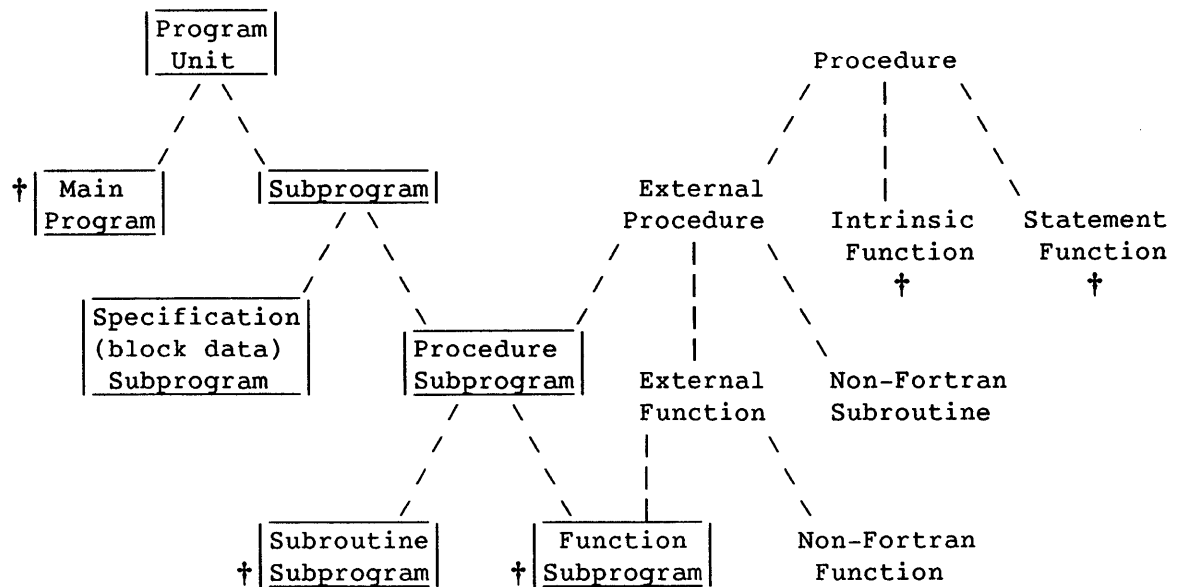 Program
Unit
Procedure
† Main
Program
Subprogram
External
Procedure
Intrinsic
Function
†
Statement
Function
†
Specification
(block data)
Subprogram
Procedure
Subprogram
External
Function
Non-Fortran
Subroutine
Subroutine
† Subprogram
Function
† Subprogram
Non-Fortran
Function